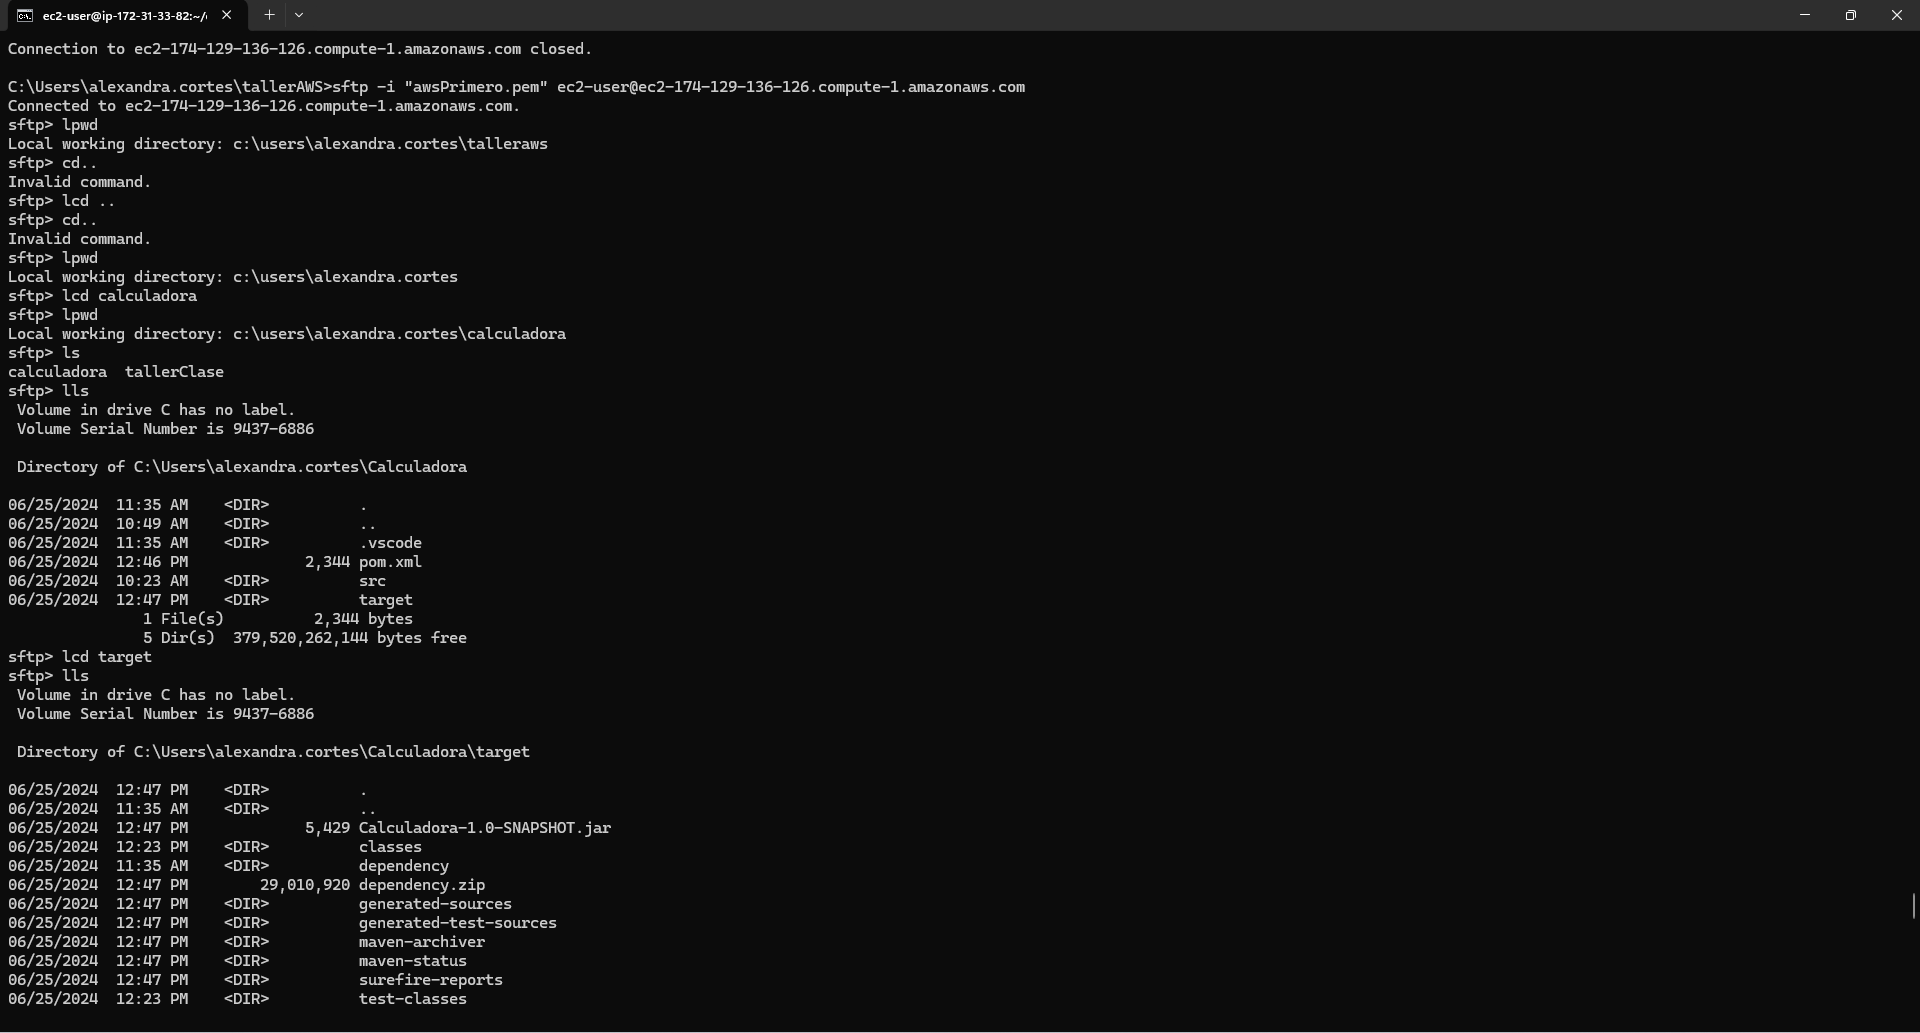 ec2-user@ip-172-31-33-82:~/
Connection to ec2-174-129-136-126.compute-1.amazonaws.com closed.
C:\Users\alexandra.cortes\tallerAWS>sftp -i "awsPrimero.pem" ec2-user@ec2-174-129-136-126.compute-1.amazonaws.com
Connected to ec2-174-129-136-126.compute-1.amazonaws.com.
sftp> lpwd
Local working directory: c:\users\alexandra.cortes\talleraws
sftp> cd..
Invalid command.
sftp> lcd ..
sftp> cd..
Invalid command.
sftp> lpwd
Local working directory: c:\users\alexandra.cortes
sftp> lcd calculadora
sftp> lpwd
Local working directory: c:\users\alexandra.cortes\calculadora
sftp> ls
calculadora  tallerClase
sftp> lls
 Volume in drive C has no label.
 Volume Serial Number is 9437-6886
 Directory of C:\Users\alexandra.cortes\Calculadora
06/25/2024  11:35 AM    <DIR>          .
06/25/2024  10:49 AM    <DIR>          ..
06/25/2024  11:35 AM    <DIR>          .vscode
06/25/2024  12:46 PM             2,344 pom.xml
06/25/2024  10:23 AM    <DIR>          src
06/25/2024  12:47 PM    <DIR>          target
               1 File(s)          2,344 bytes
               5 Dir(s)  379,520,262,144 bytes free
sftp> lcd target
sftp> lls
 Volume in drive C has no label.
 Volume Serial Number is 9437-6886
 Directory of C:\Users\alexandra.cortes\Calculadora\target
06/25/2024  12:47 PM    <DIR>          .
06/25/2024  11:35 AM    <DIR>          ..
06/25/2024  12:47 PM             5,429 Calculadora-1.0-SNAPSHOT.jar
06/25/2024  12:23 PM    <DIR>          classes
06/25/2024  11:35 AM    <DIR>          dependency
06/25/2024  12:47 PM        29,010,920 dependency.zip
06/25/2024  12:47 PM    <DIR>          generated-sources
06/25/2024  12:47 PM    <DIR>          generated-test-sources
06/25/2024  12:47 PM    <DIR>          maven-archiver
06/25/2024  12:47 PM    <DIR>          maven-status
06/25/2024  12:47 PM    <DIR>          surefire-reports
06/25/2024  12:23 PM    <DIR>          test-classes